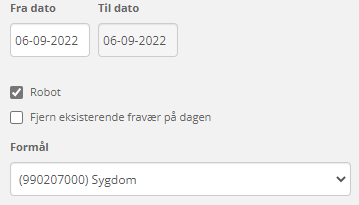 Fra dato Til dato
06-09-2022 06-09-2022
Robot
Fjern eksisterende fravær på dagen
Formål
(990207000) Sygdom